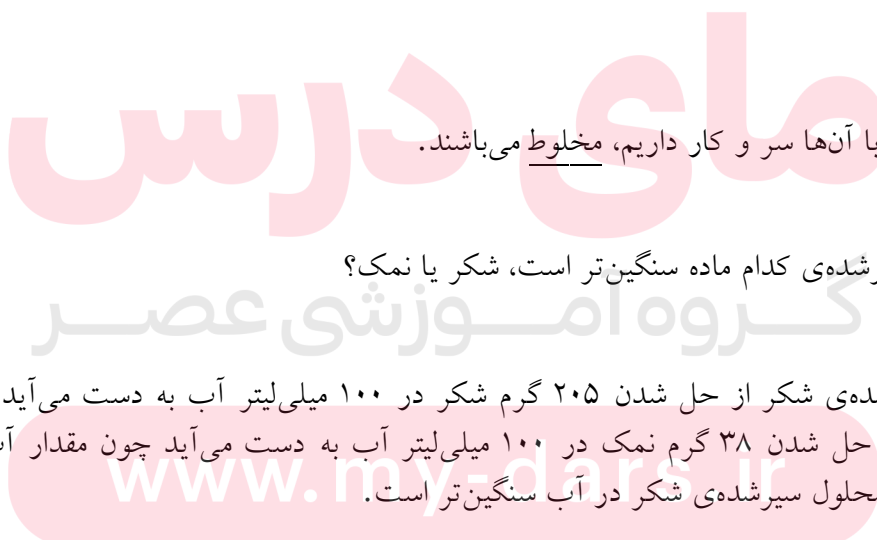 مای درس
با آن‌ها سر و کار داریم، مخلوط می‌باشند.
رشده‌ی کدام ماده سنگین‌تر است، شکر یا نمک؟
گروه آموزشی عصر
ده‌ی شکر از حل شدن ۲۰۵ گرم شکر در ۱۰۰ میلی‌لیتر آب به دست می‌آید
حل شدن ۳۸ گرم نمک در ۱۰۰ میلی‌لیتر آب به دست می‌آید چون مقدار آب
www.my-dars.ir
محلول سیرشده‌ی شکر در آب سنگین‌تر است.